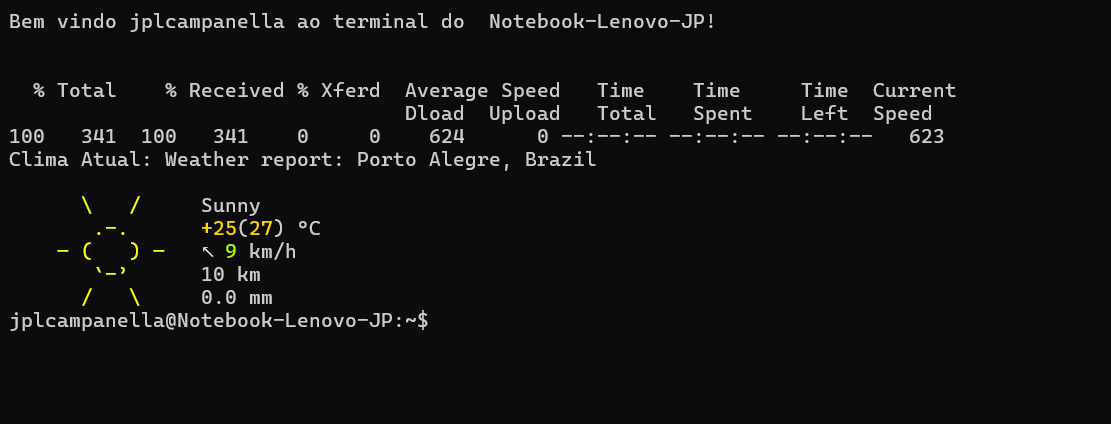 Bem vindo jplcampanella ao terminal do  Notebook-Lenovo-JP!
  % Total    % Received % Xferd  Average Speed   Time    Time     Time  Current
                                 Dload  Upload   Total   Spent    Left  Speed
100   341  100   341    0     0    624      0 --:--:-- --:--:-- --:--:--   623
Clima Atual: Weather report: Porto Alegre, Brazil
      \   /     Sunny
       .-.      +25(27) °C
    ― (   ) ―   ↖ 9 km/h
       `-’      10 km
      /   \     0.0 mm
jplcampanella@Notebook-Lenovo-JP:~$